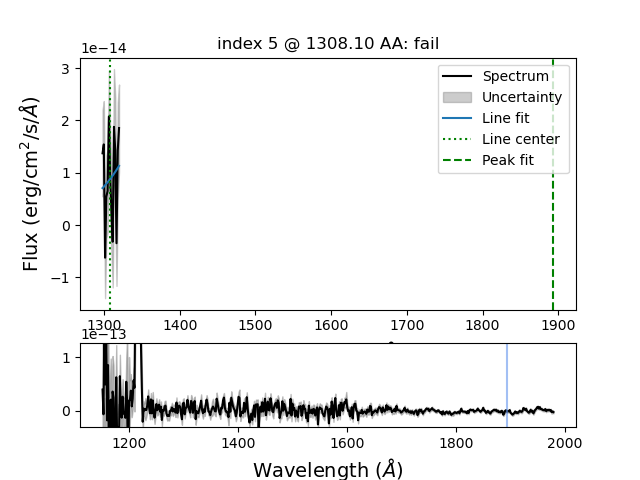 index 5 @ 1308.10 AA: fail
1e−14
3
2
1
0
−1
Flux (erg/cm²/s/Å)
Spectrum
Uncertainty
Line fit
Line center
Peak fit
1300 1400 1500 1600 1700 1800 1900
1e−13
1
0
1200 1400 1600 1800 2000
Wavelength (Å)